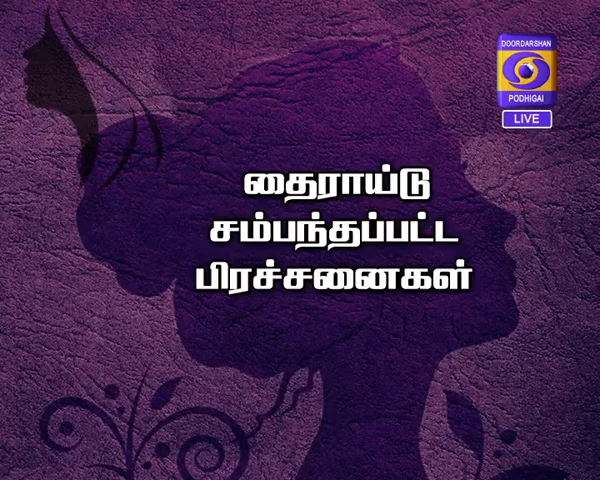 DOORDARSHAN
PODHIGAI
LIVE
தைராய்டு
சம்பந்தப்பட்ட
பிரச்சனைகள்